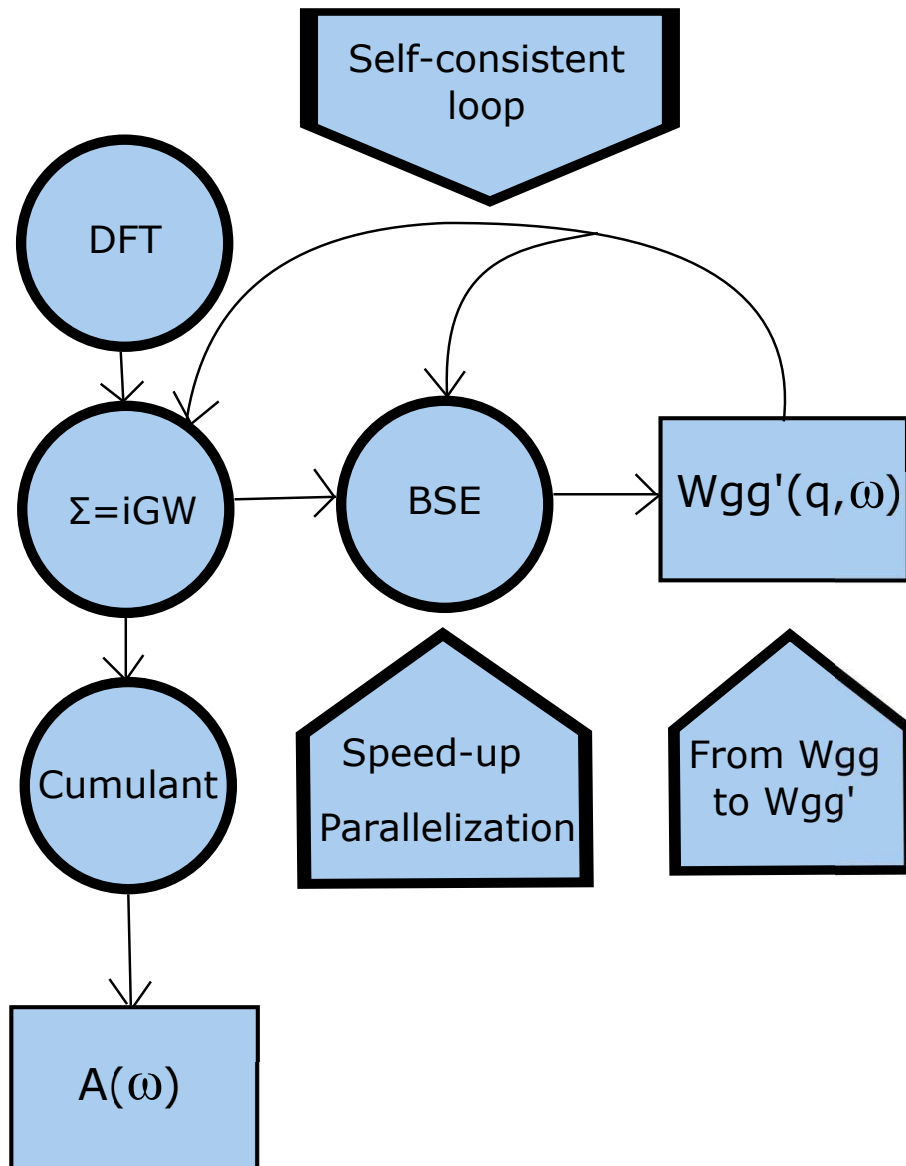 Self-consistent
loop
DFT
Σ=iGW
BSE
Wgg'(q,ω)
Cumulant
Speed-up
Parallelization
From Wgg
to Wgg'
A(ω)